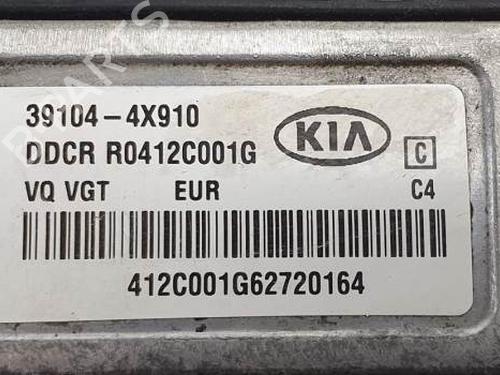 39104-4X910
DDCR R0412C001G
KIA
C
VQ VGT EUR
C4
412C001G62720164